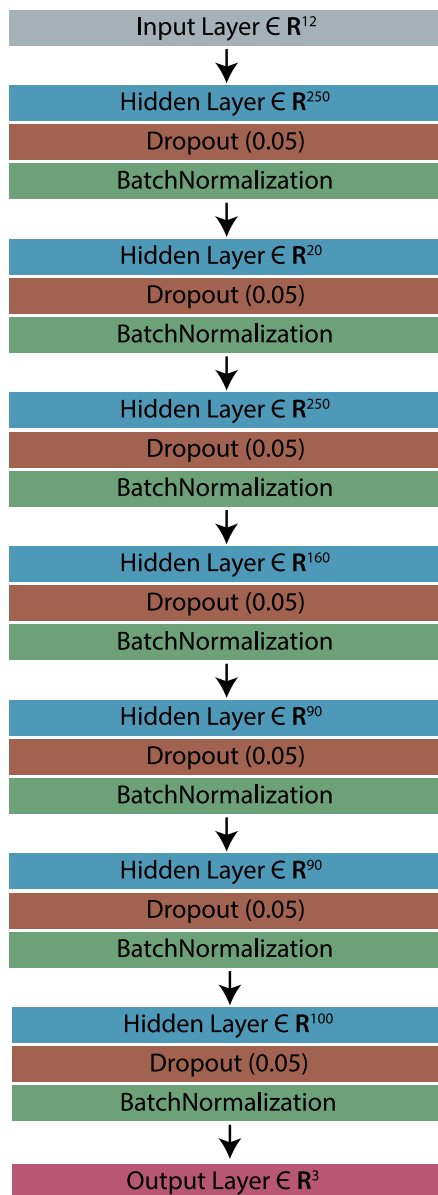 Input Layer ∈ R¹²
Hidden Layer ∈ R²⁵⁰
Dropout (0.05)
BatchNormalization
Hidden Layer ∈ R²⁰
Dropout (0.05)
BatchNormalization
Hidden Layer ∈ R²⁵⁰
Dropout (0.05)
BatchNormalization
Hidden Layer ∈ R¹⁶⁰
Dropout (0.05)
BatchNormalization
Hidden Layer ∈ R⁹⁰
Dropout (0.05)
BatchNormalization
Hidden Layer ∈ R⁹⁰
Dropout (0.05)
BatchNormalization
Hidden Layer ∈ R¹⁰⁰
Dropout (0.05)
BatchNormalization
Output Layer ∈ R³